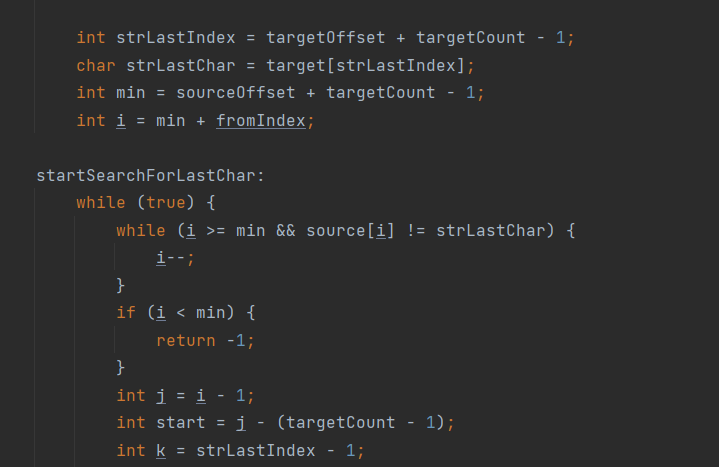 int strLastIndex = targetOffset + targetCount - 1;
char strLastChar = target[strLastIndex];
int min = sourceOffset + targetCount - 1;
int i = min + fromIndex;
startSearchForLastChar:
while (true) {
while (i >= min && source[i] != strLastChar) {
i--;
}
if (i < min) {
return -1;
}
int j = i - 1;
int start = j - (targetCount - 1);
int k = strLastIndex - 1;